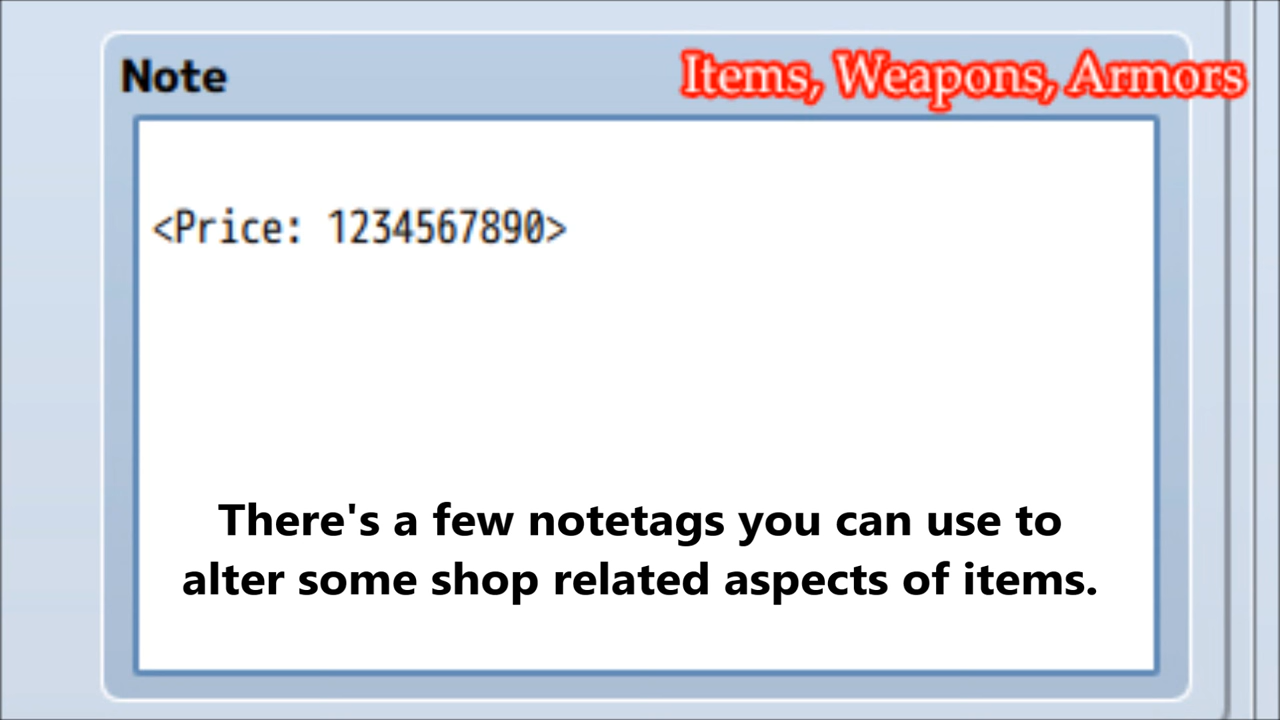 Note
Items, Weapons, Armors
<Price: 1234567890>
There's a few notetags you can use to
alter some shop related aspects of items.